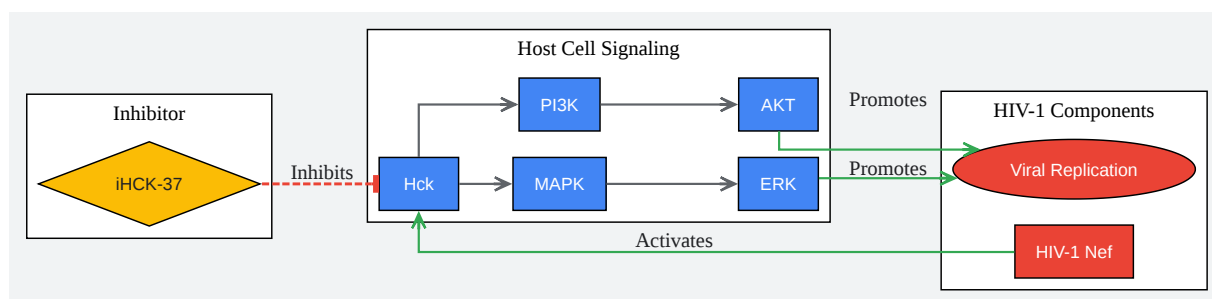 Host Cell Signaling
PI3K
AKT
Promotes
HIV-1 Components
Inhibitor
iHCK-37
Inhibits
Hck
MAPK
ERK
Promotes
Viral Replication
Activates
HIV-1 Nef